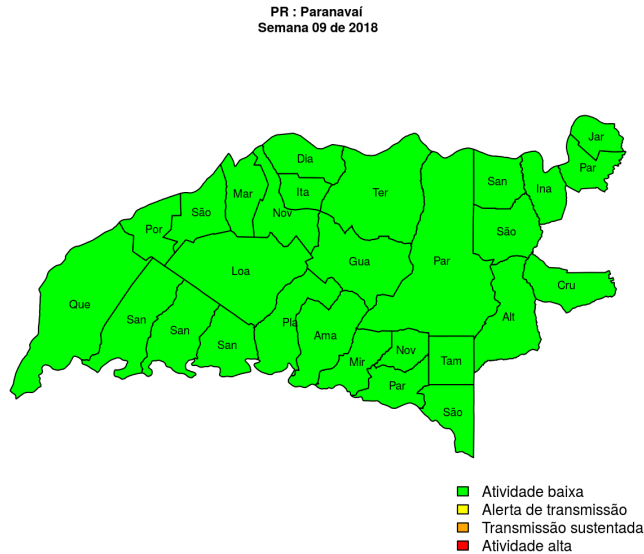 PR : Paranavaí
Semana 09 de 2018
Jar
Par
Dia
San
Ina
Mar
Ita
Ter
São
Nov
Por
São
Par
Gua
Loa
Cru
Que
San
San
Pla
Ama
Alt
San
Nov
Mir
Tam
Par
São
Atividade baixa
Alerta de transmissão
Transmissão sustentada
Atividade alta